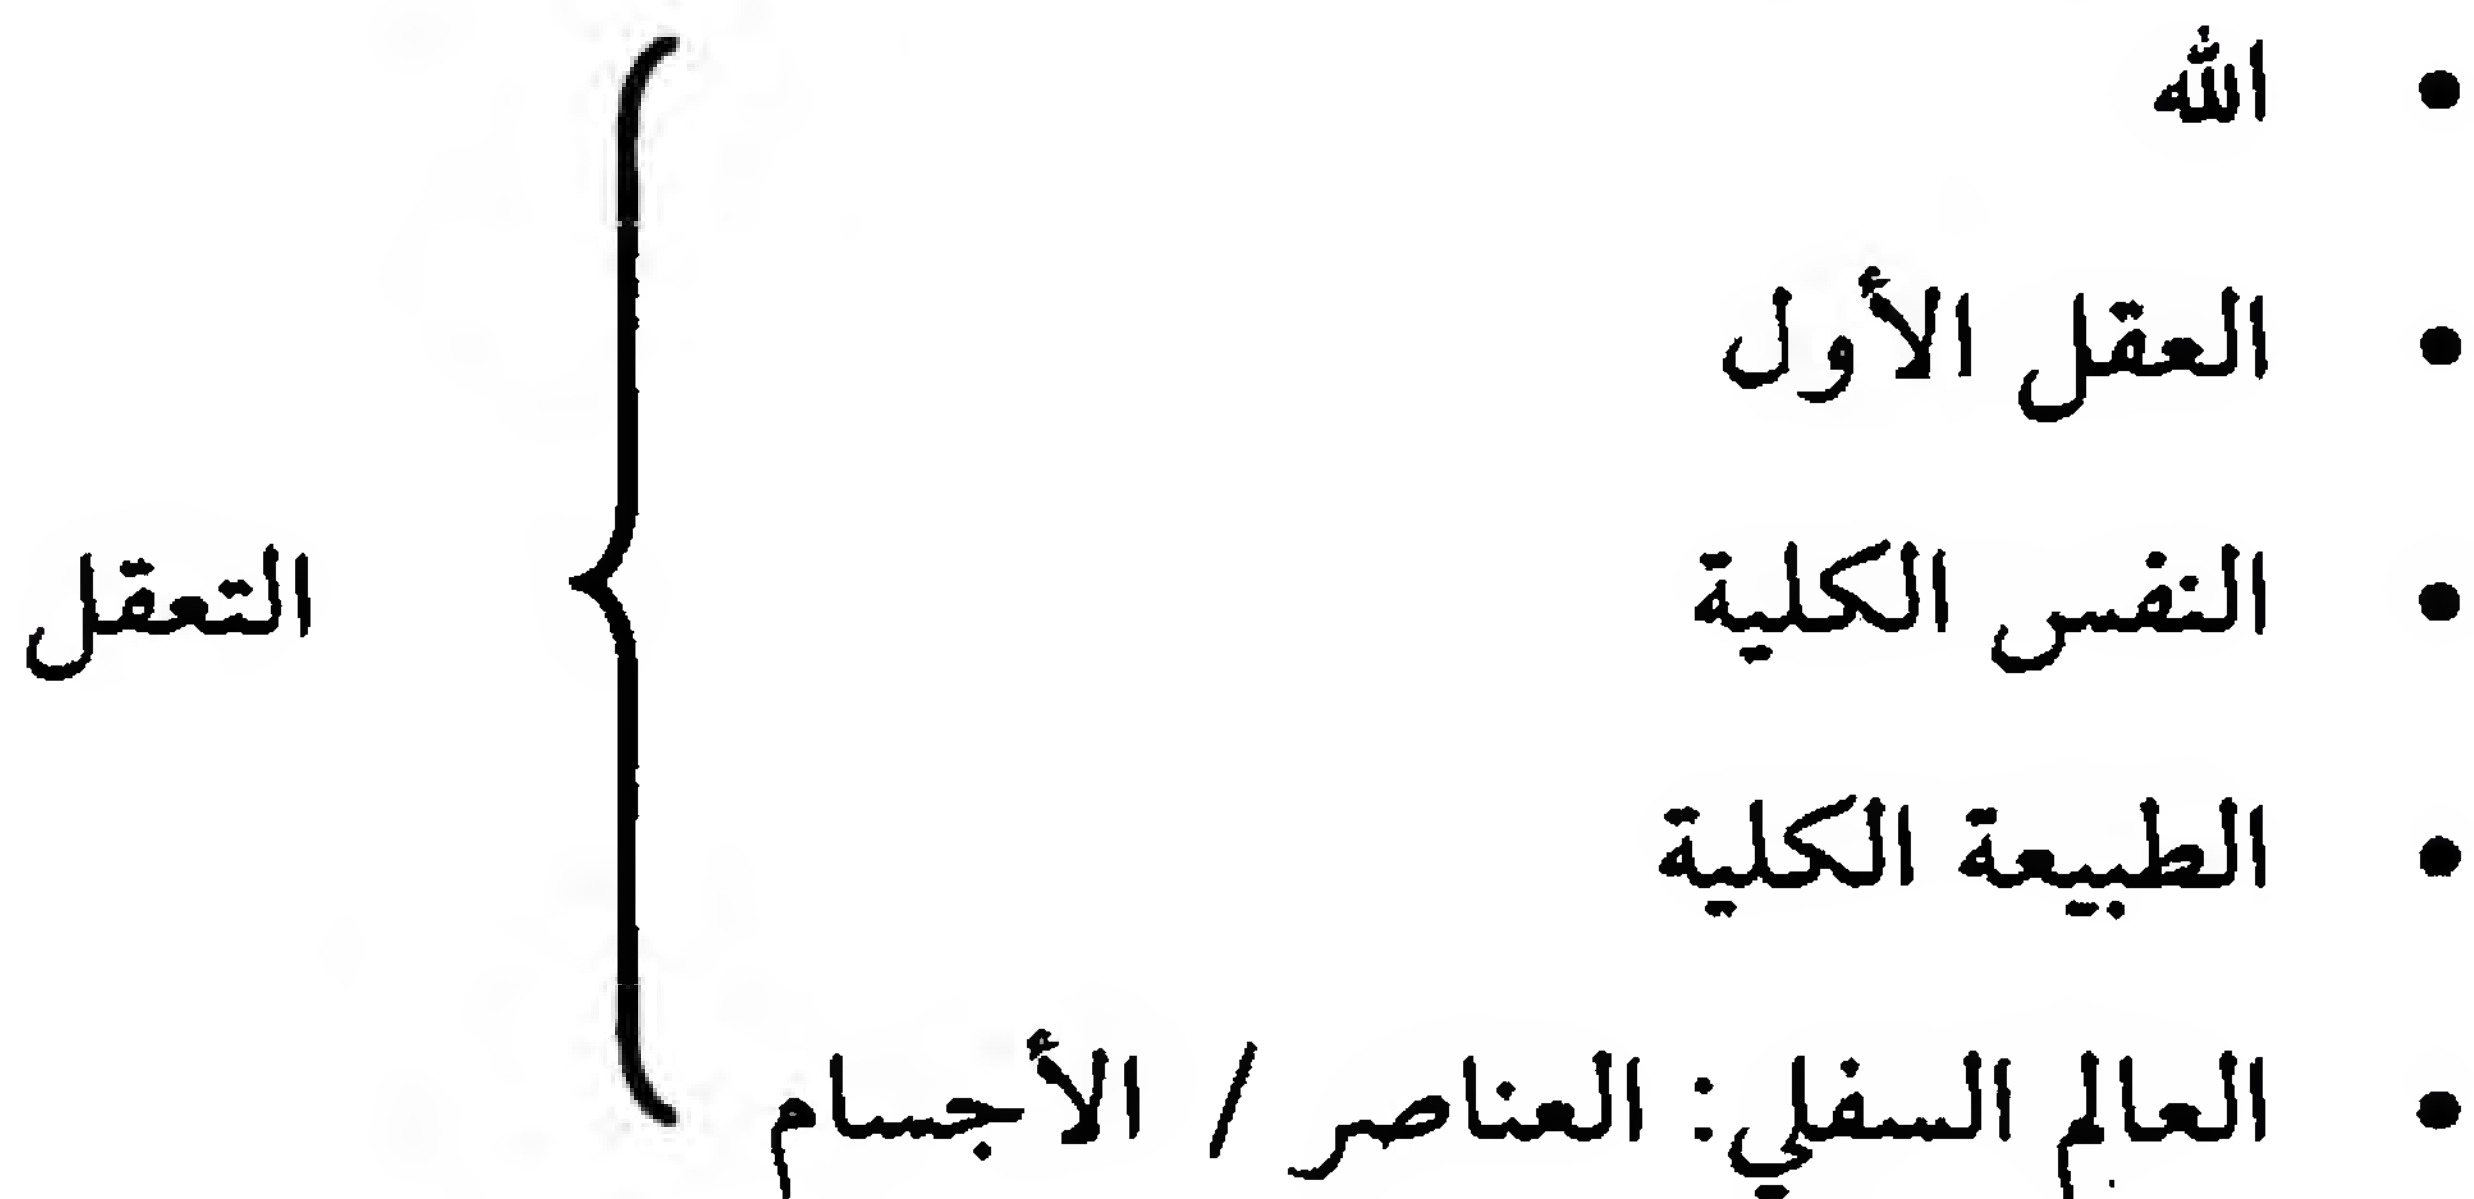 • الله
• العقل الأول
• النفس الكلية
التعقل
• الطبيعة الكلية
• العالم السفلي: العناصر / الأجسام